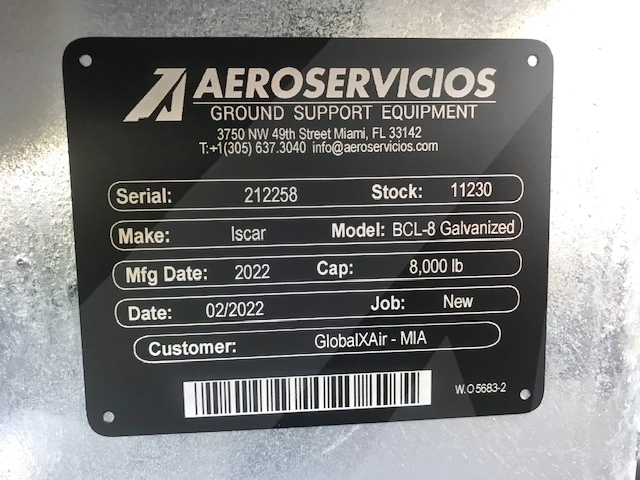 AEROSERVICIOS
GROUND SUPPORT EQUIPMENT
3750 NW 49th Street Miami, FL 33142
T:+1(305) 637.3040 info@aeroservicios.com
Serial: 212258 Stock: 11230
Make: Iscar Model: BCL-8 Galvanized
Mfg Date: 2022 Cap: 8,000 lb
Date: 02/2022 Job: New
Customer: GlobalXAir - MIA
W.O 5683-2